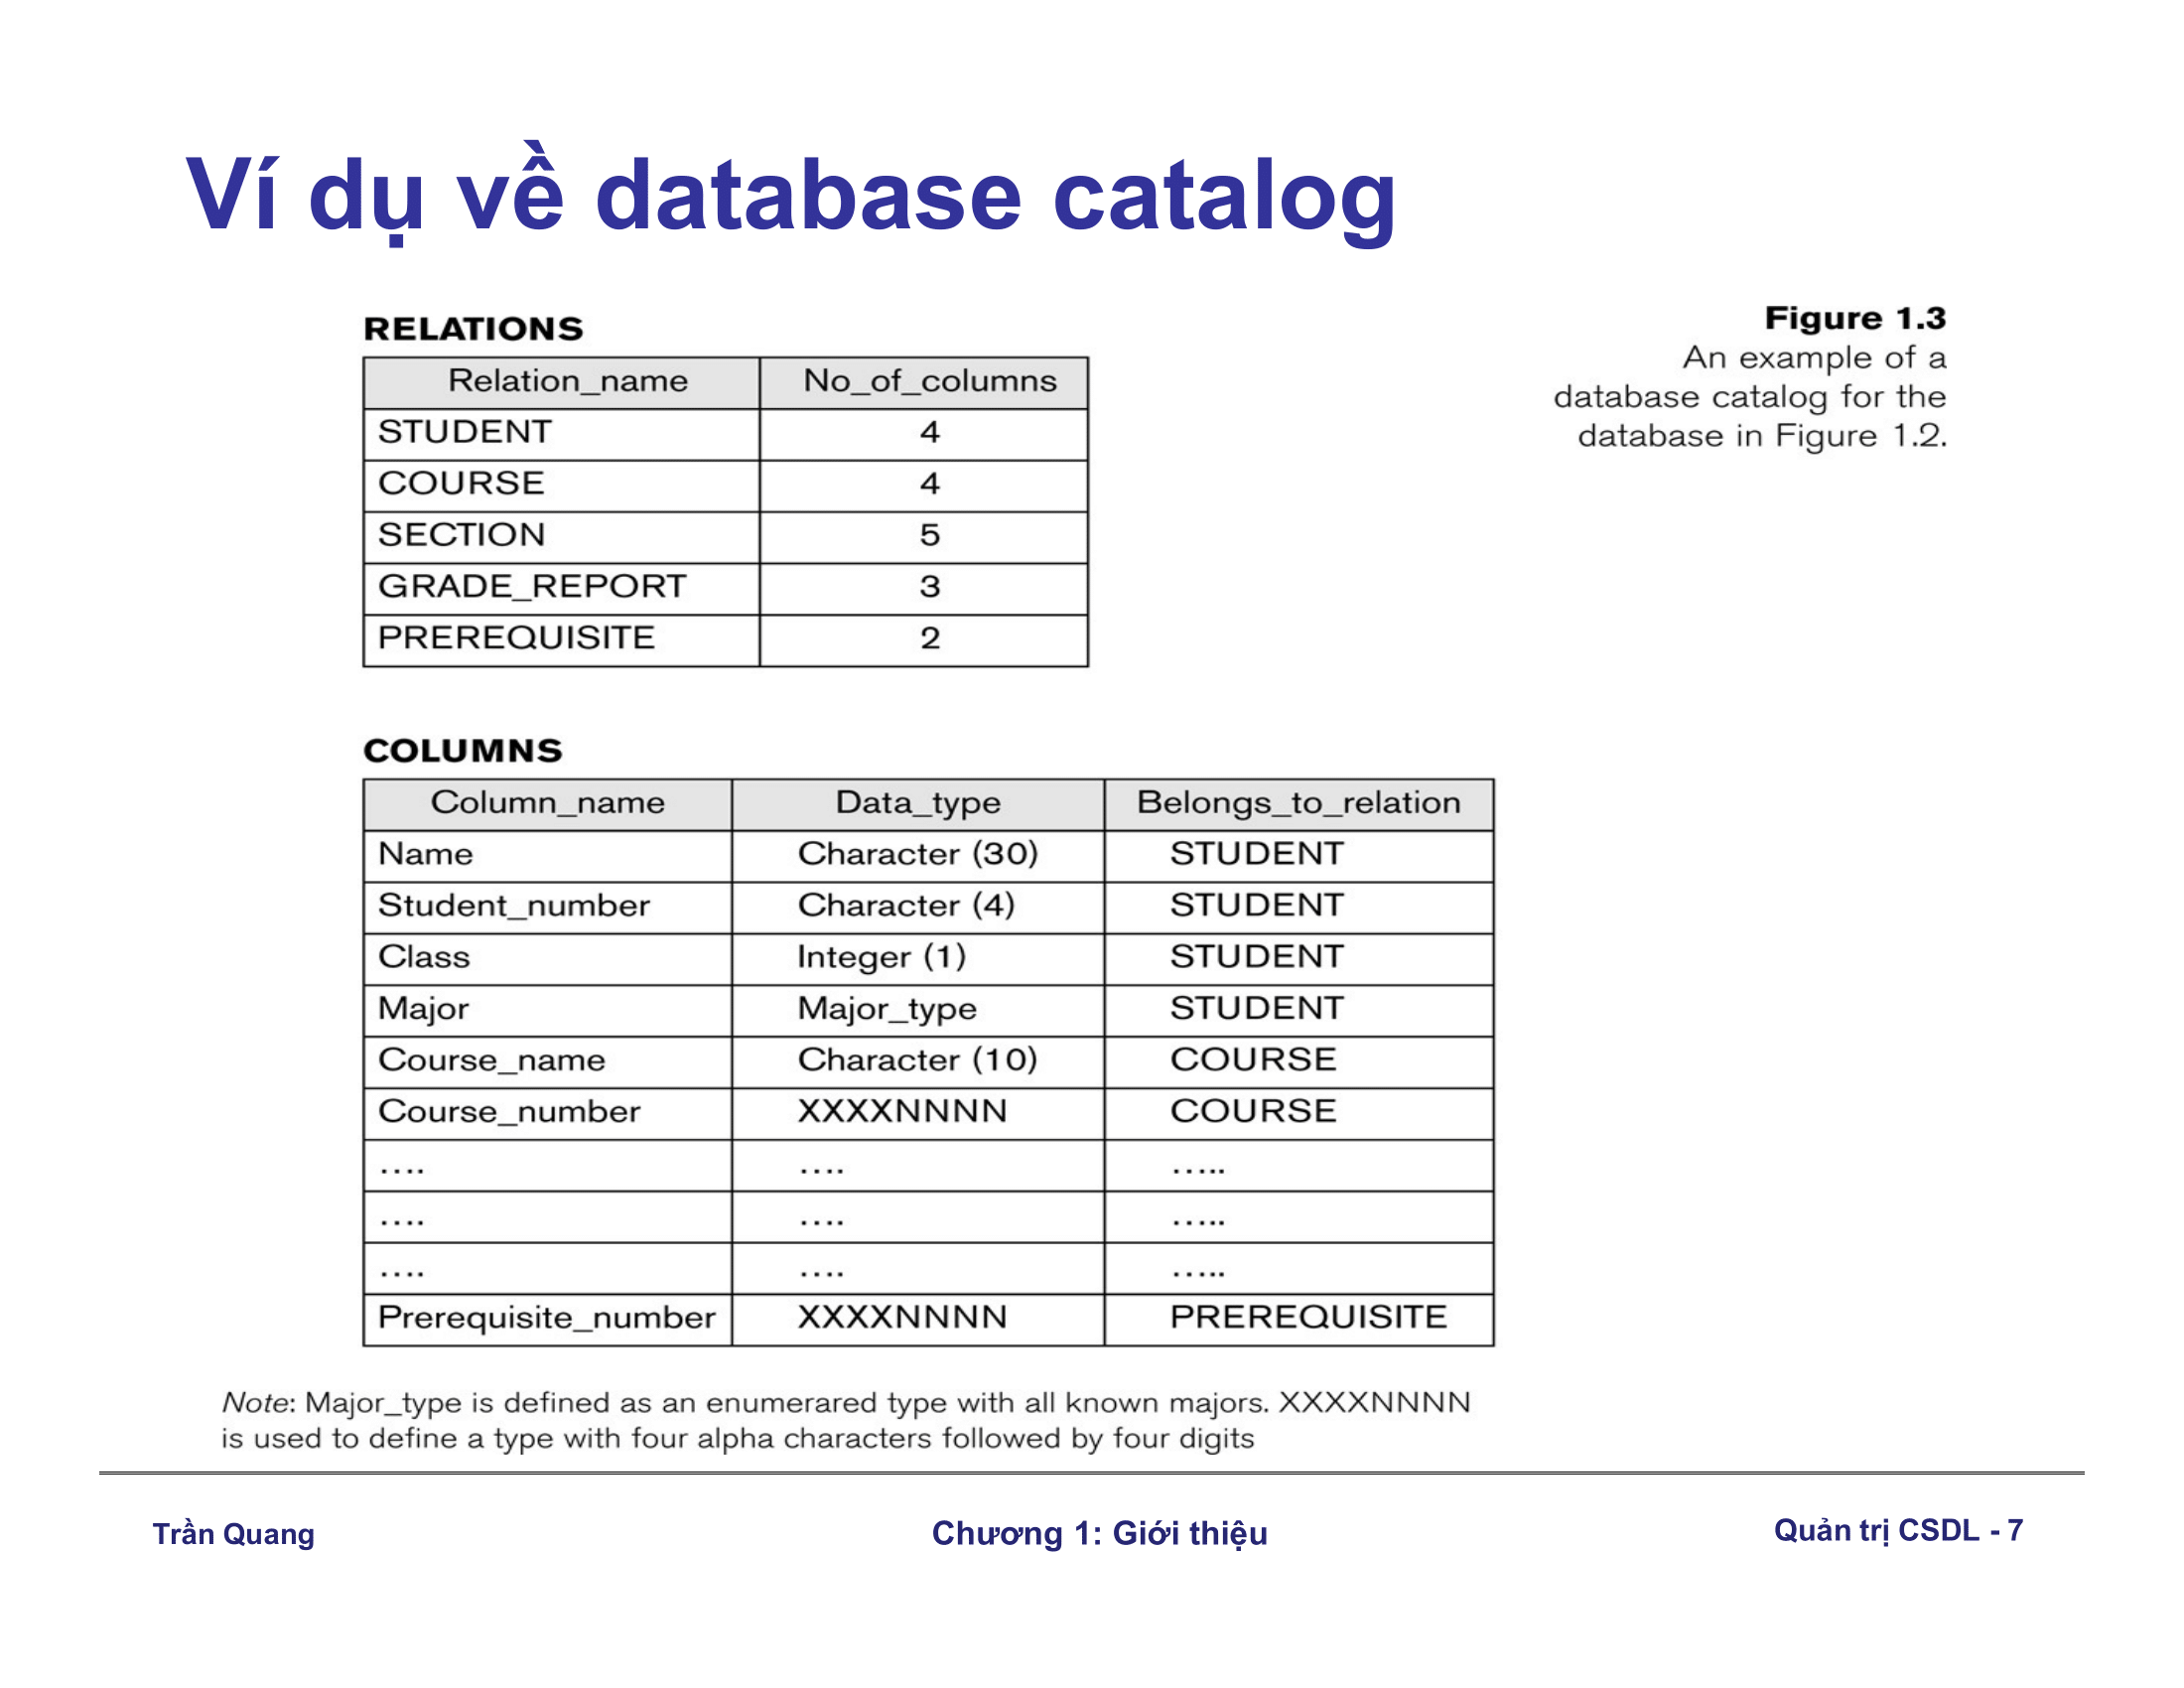 Ví dụ về database catalog
RELATIONS
Relation_name No_of_columns
STUDENT 4
COURSE 4
SECTION 5
GRADE_REPORT 3
PREREQUISITE 2
Figure 1.3
An example of a
database catalog for the
database in Figure 1.2.
COLUMNS
Column_name Data_type Belongs_to_relation
Name Character (30) STUDENT
Student_number Character (4) STUDENT
Class Integer (1) STUDENT
Major Major_type STUDENT
Course_name Character (10) COURSE
Course_number XXXXNNNN COURSE
.... .... .....
.... .... .....
.... .... .....
Prerequisite_number XXXXNNNN PREREQUISITE
Note: Major_type is defined as an enumerared type with all known majors. XXXXNNNN
is used to define a type with four alpha characters followed by four digits
Trần Quang Chương 1: Giới thiệu Quản trị CSDL - 7